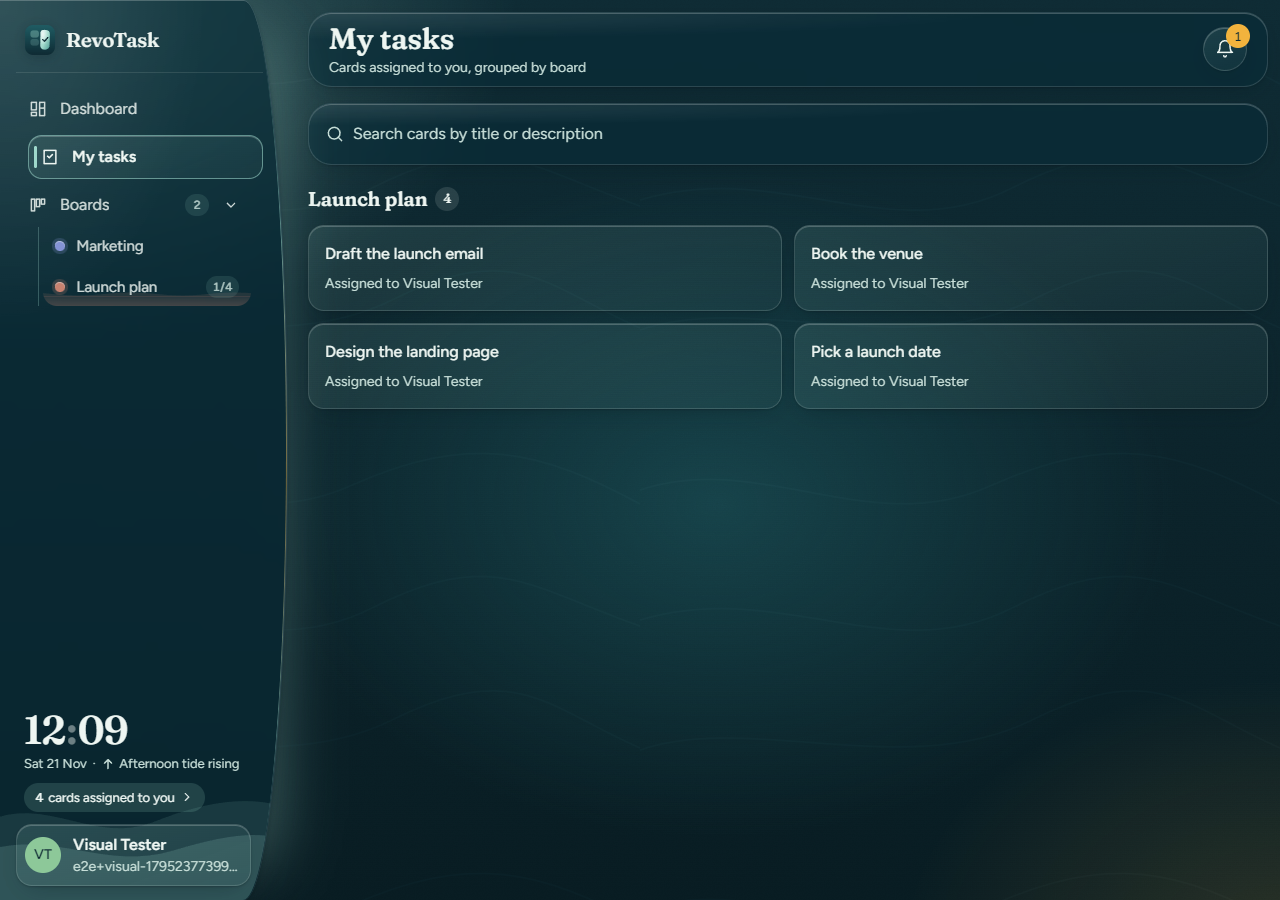 RevoTask
Dashboard
My tasks
Boards 2
Marketing
Launch plan 1/4
12:09
Sat 21 Nov · ↑ Afternoon tide rising
4 cards assigned to you
VT
Visual Tester
e2e+visual-17952377399...
My tasks
Cards assigned to you, grouped by board
1
Search cards by title or description
Launch plan 4
Draft the launch email
Assigned to Visual Tester
Book the venue
Assigned to Visual Tester
Design the landing page
Assigned to Visual Tester
Pick a launch date
Assigned to Visual Tester